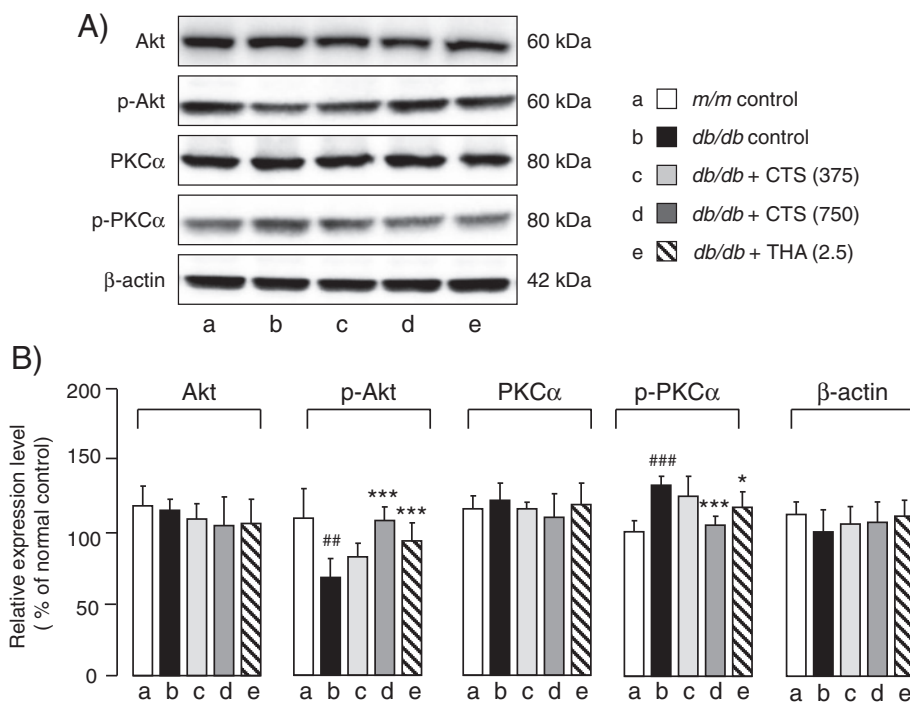 A)
Akt 60 kDa
p-Akt 60 kDa
PKCα 80 kDa
p-PKCα 80 kDa
β-actin 42 kDa
a b c d e
a m/m control
b db/db control
c db/db + CTS (375)
d db/db + CTS (750)
e db/db + THA (2.5)
B)
Relative expression level
( % of normal control)
200
150
100
50
0
Akt p-Akt PKCα p-PKCα β-actin
## *** *** ### *** *
a b c d e a b c d e a b c d e a b c d e a b c d e